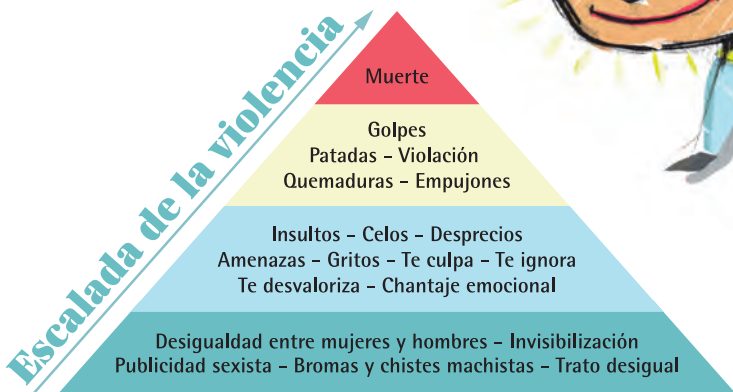 Escalada de la violencia
Muerte
Golpes
Patadas – Violación
Quemaduras – Empujones
Insultos – Celos – Desprecios
Amenazas – Gritos – Te culpa – Te ignora
Te desvaloriza – Chantaje emocional
Desigualdad entre mujeres y hombres – Invisibilización
Publicidad sexista – Bromas y chistes machistas – Trato desigual